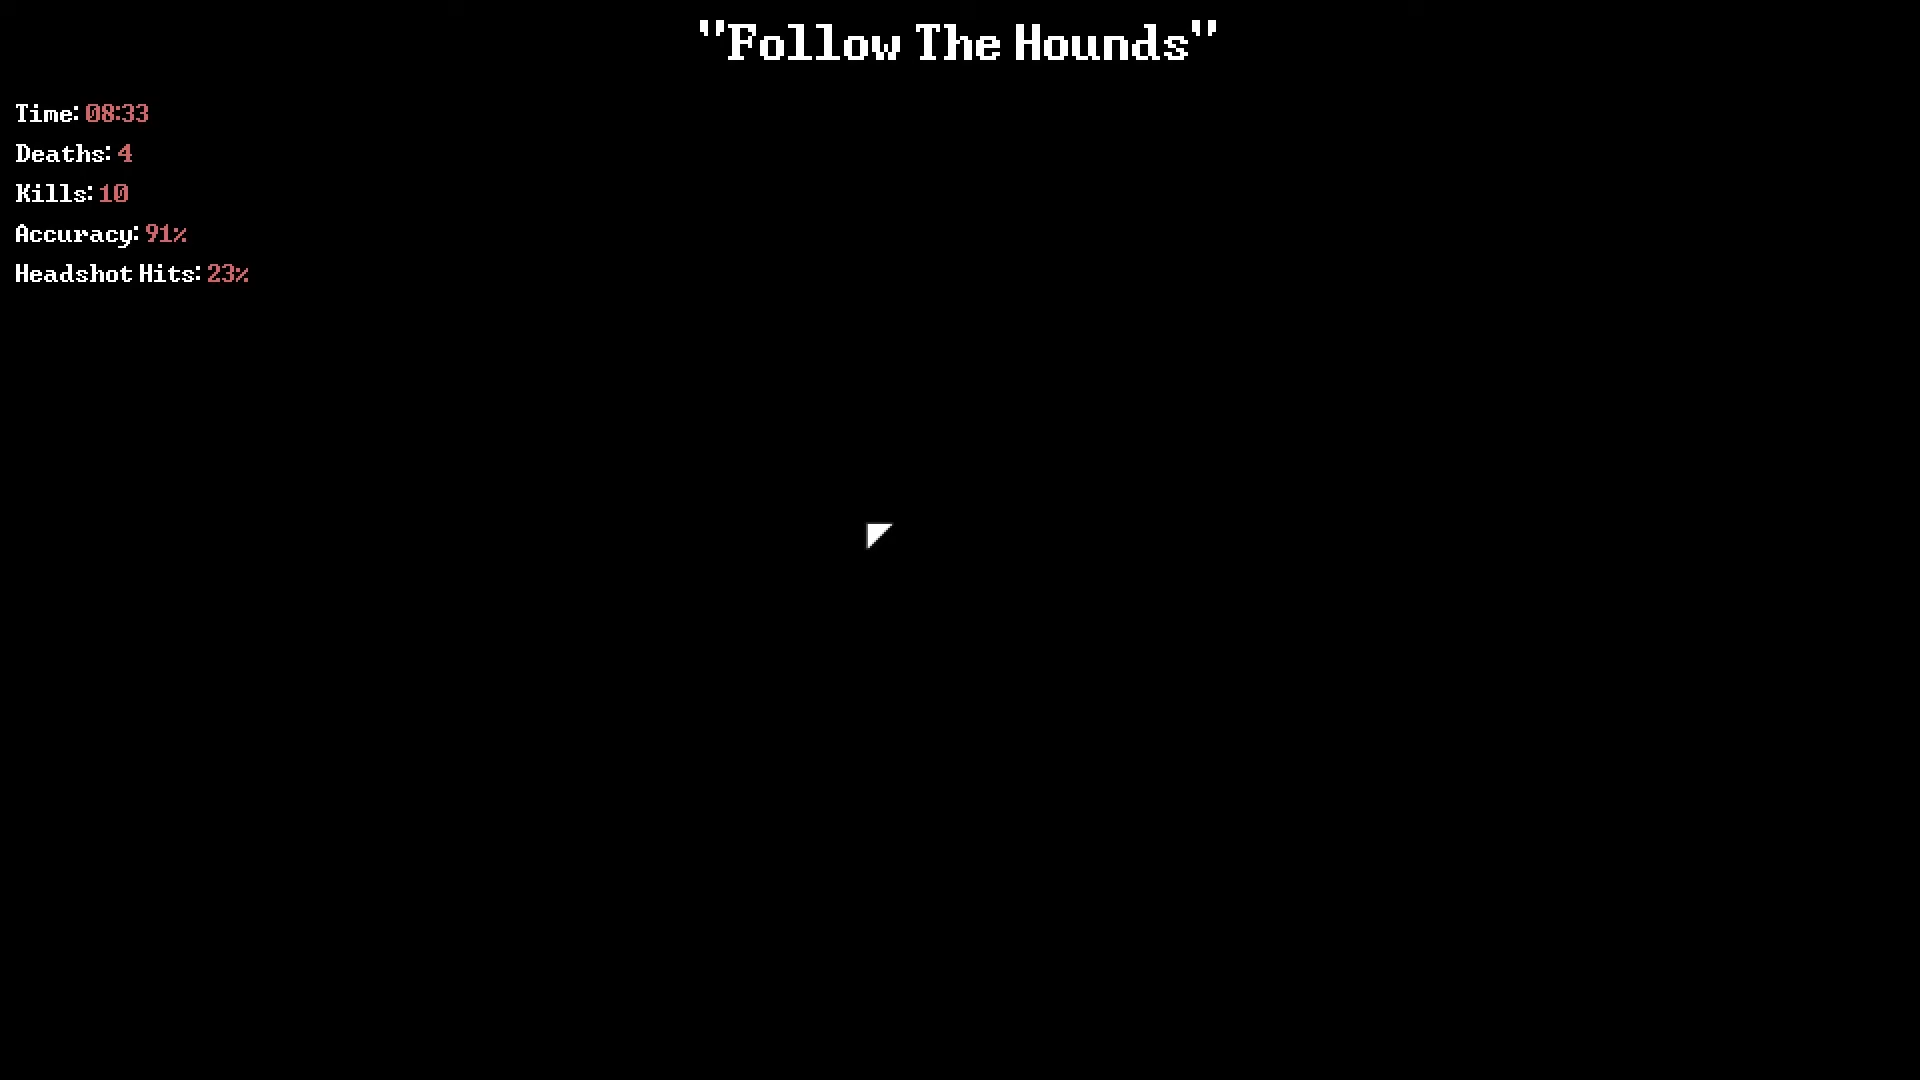 "Follow The Hounds"
Time: 08:33
Deaths: 4
Kills: 10
Accuracy: 91%
Headshot Hits: 23%